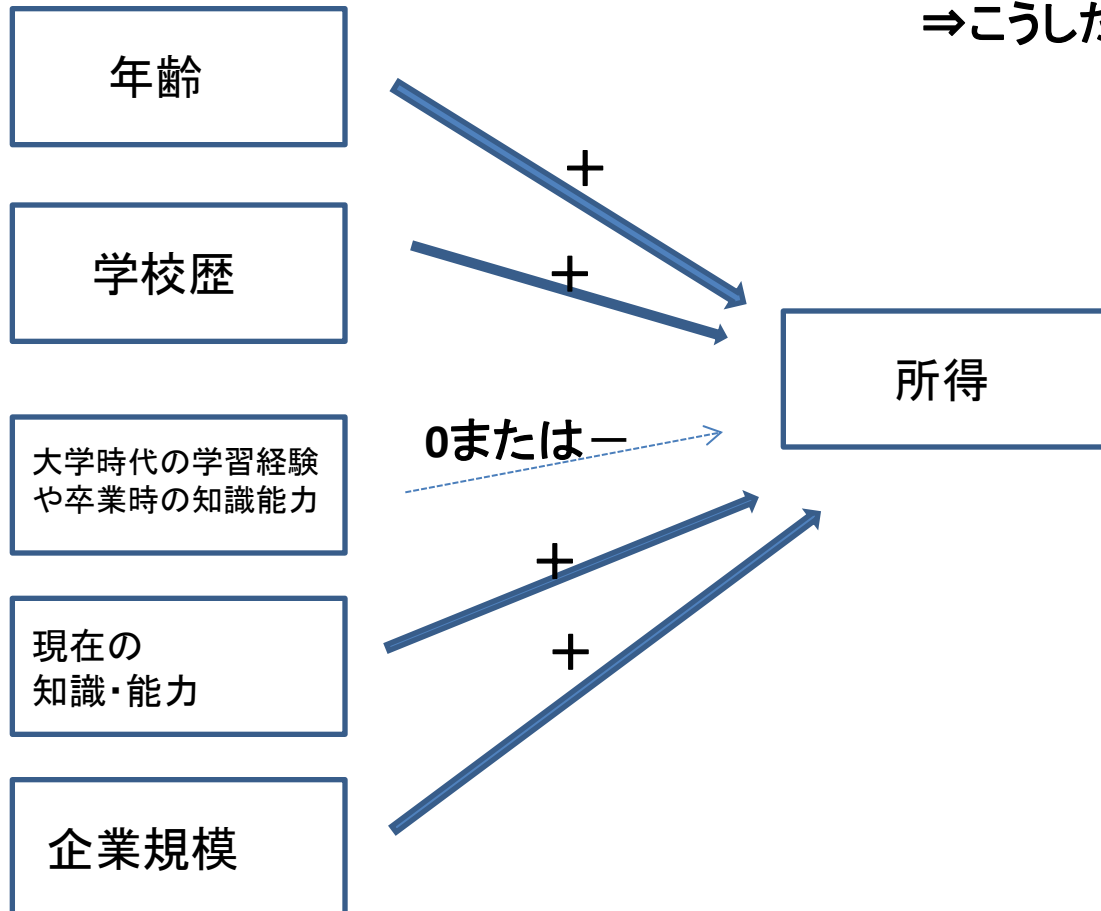 ⇒こうした
年齢
＋
学校歴
＋
所得
0または－
大学時代の学習経験
や卒業時の知識能力
＋
現在の
知識・能力
＋
企業規模